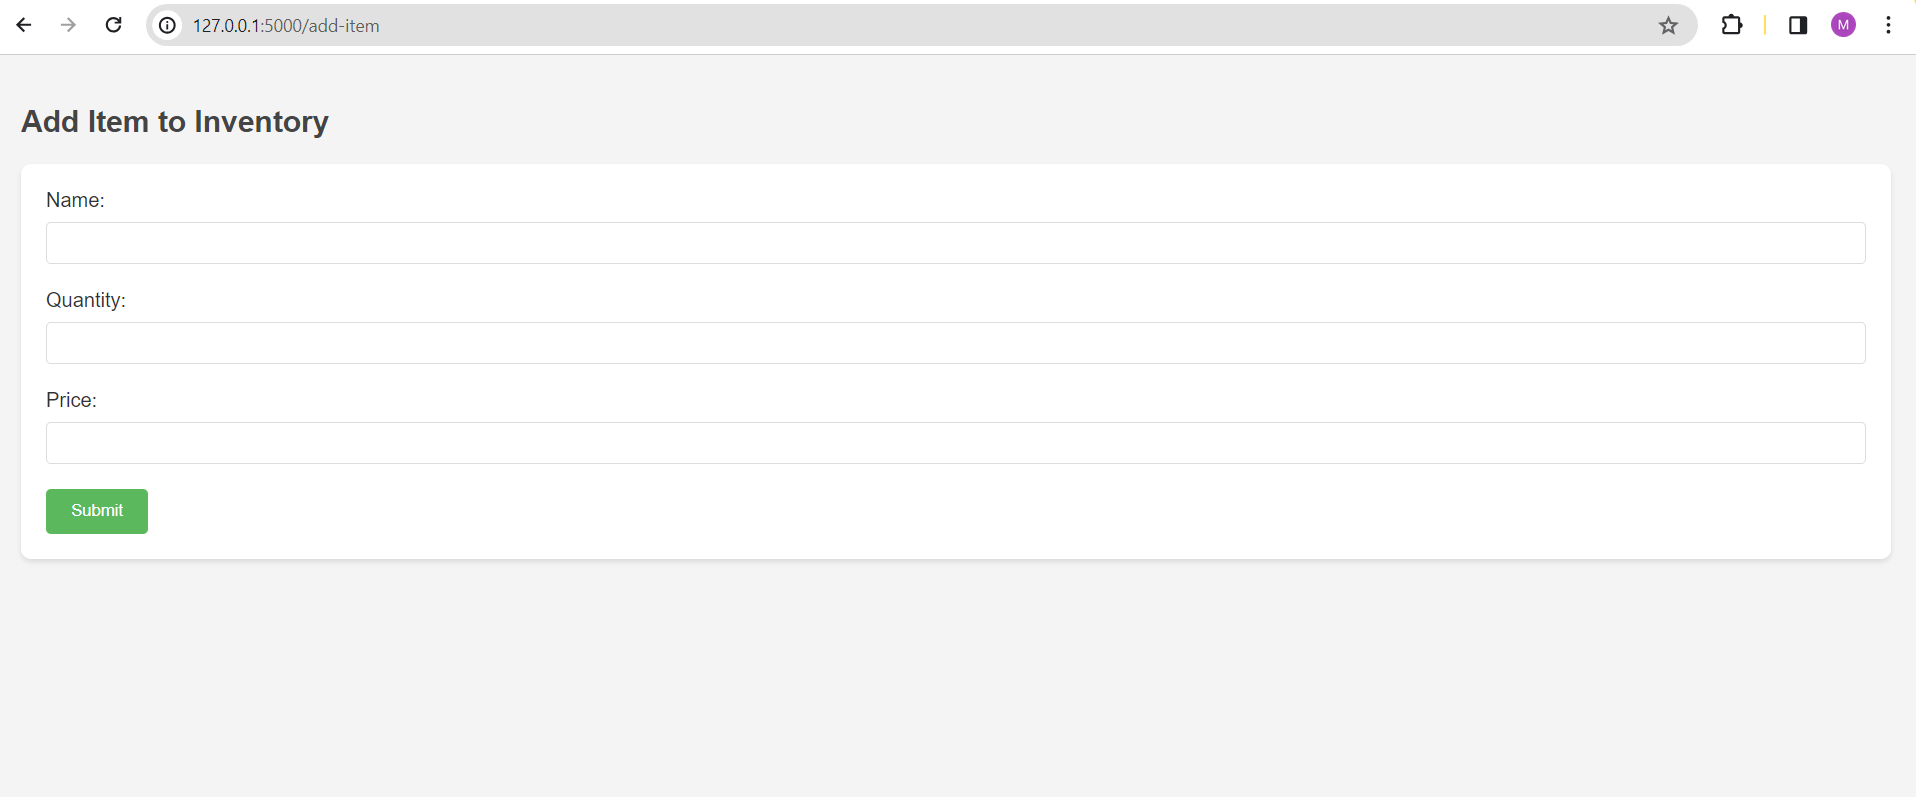 127.0.0.1:5000/add-item
M
Add Item to Inventory
Name:
Quantity:
Price:
Submit